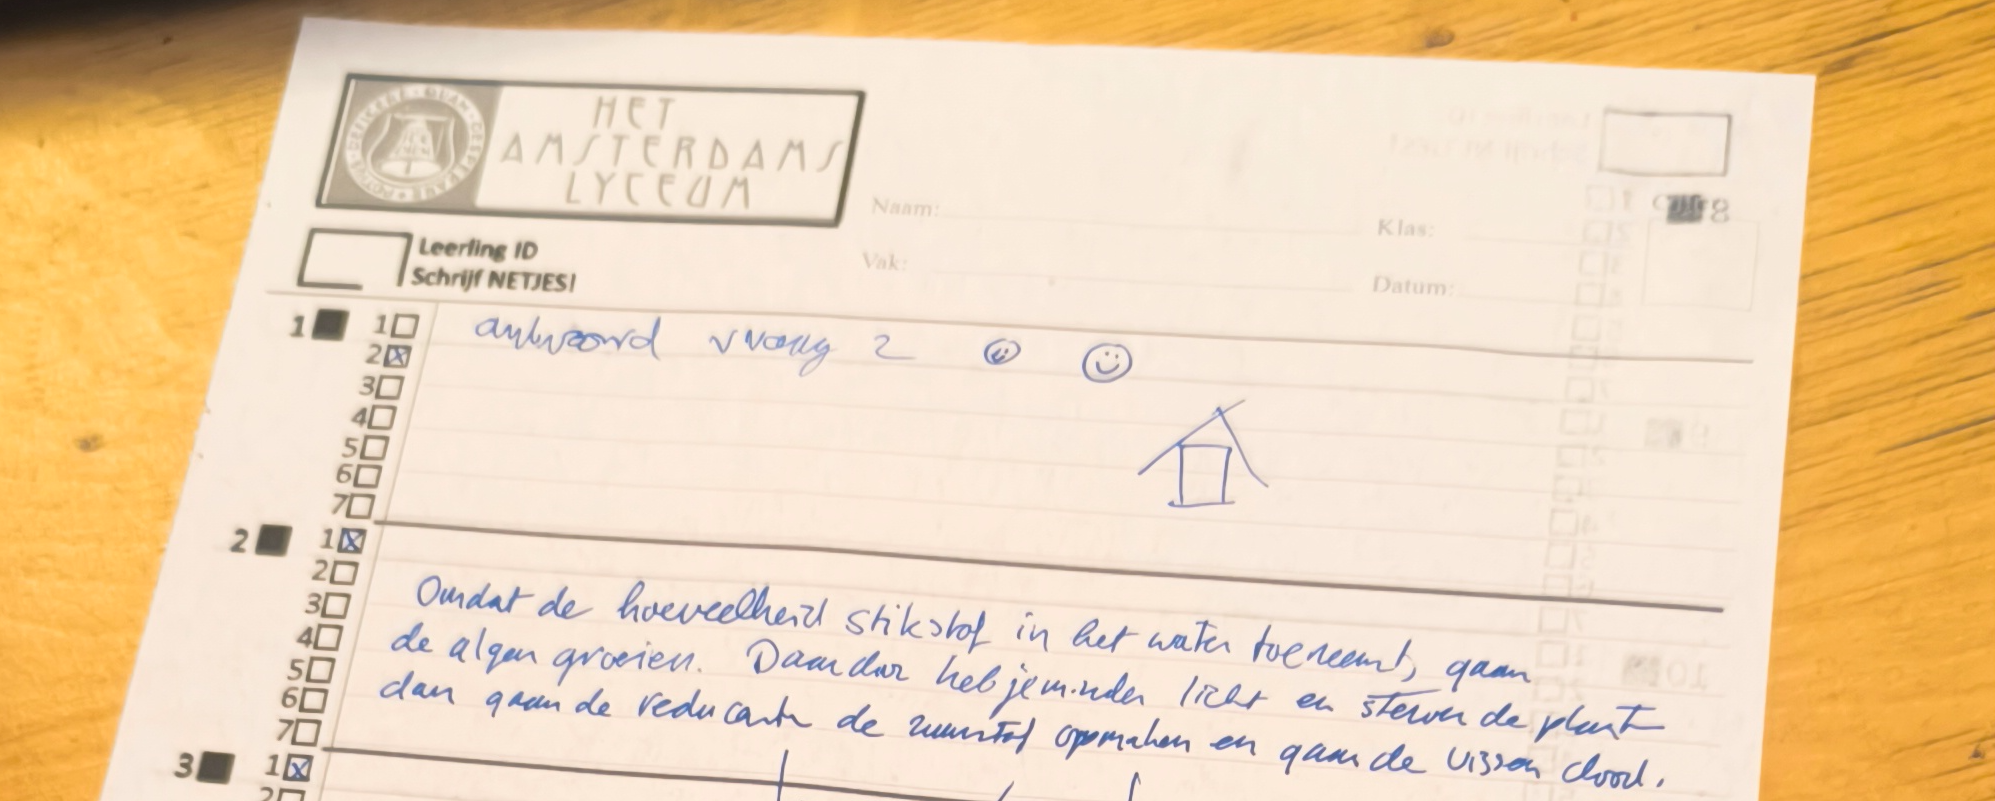 HET
AMSTERDAMS
LYCEUM
Naam:
Klas:
Cijfer
Vak:
Datum:
Leerling ID
Schrijf NETJES!
1 1
2
3
4
5
6
7
antwoord vraag 2
2 1
2
3
4
5
6
7
Omdat de hoeveelheid stikstof in het water toeneemt, gaan
de algen groeien. Daardoor heb je minder licht en sterven de plant
dan gaan de reducenten de zuurstof opmaken en gaan de vissen dood.
3 1
2